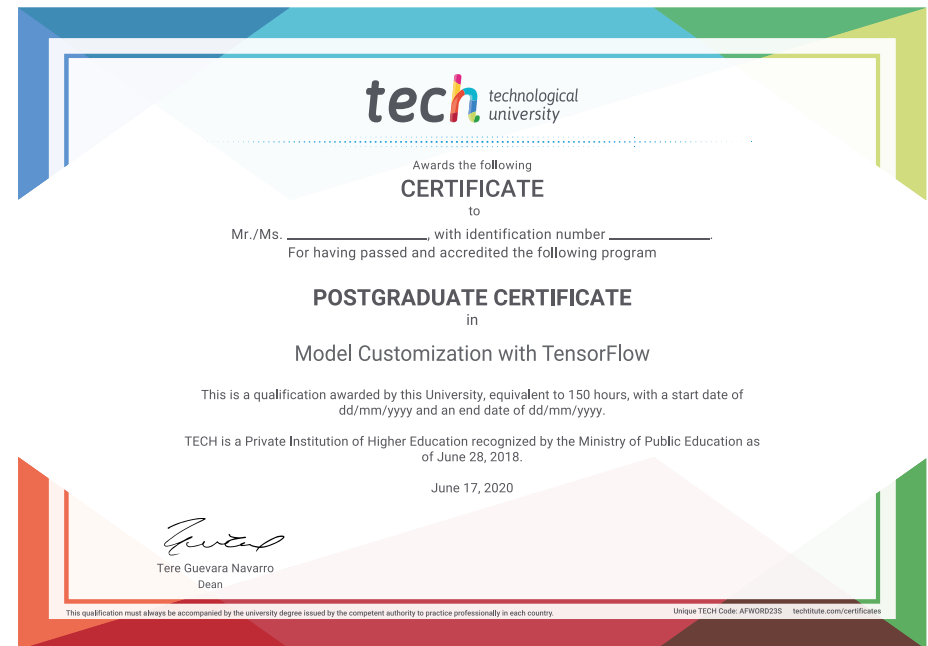 tech technological
university
Awards the following
CERTIFICATE
to
Mr./Ms. ____________________, with identification number ______________.
For having passed and accredited the following program
POSTGRADUATE CERTIFICATE
in
Model Customization with TensorFlow
This is a qualification awarded by this University, equivalent to 150 hours, with a start date of
dd/mm/yyyy and an end date of dd/mm/yyyy.
TECH is a Private Institution of Higher Education recognized by the Ministry of Public Education as
of June 28, 2018.
June 17, 2020
Tere Guevara Navarro
Dean
This qualification must always be accompanied by the university degree issued by the competent authority to practice professionally in each country.
Unique TECH Code: AFWORD23S techtitute.com/certificates